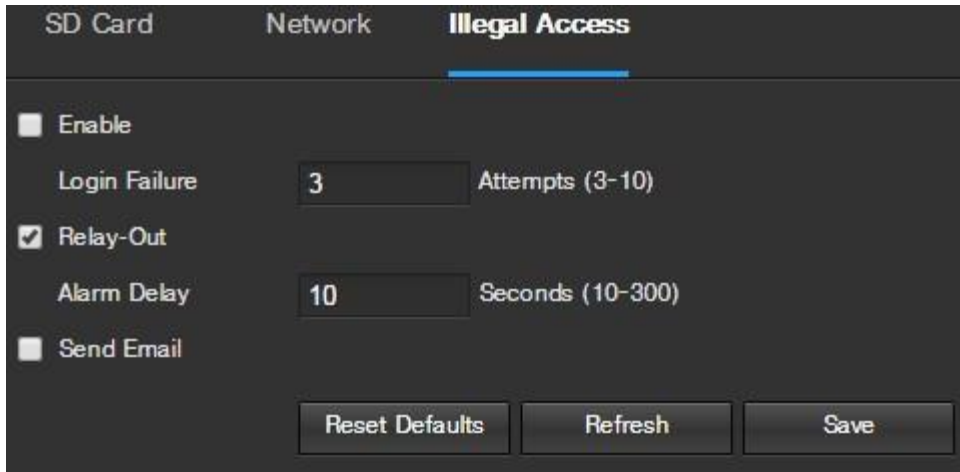 SD Card Network Illegal Access
Enable
Login Failure 3 Attempts (3-10)
Relay-Out
Alarm Delay 10 Seconds (10-300)
Send Email
Reset Defaults Refresh Save